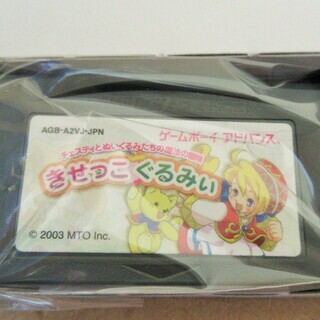 AGB-A2VJ-JPN
ゲームボーイアドバンス
チェスティとぬいぐるみたちの魔法の冒険
きせっこぐるみぃ
© 2003 MTO Inc.